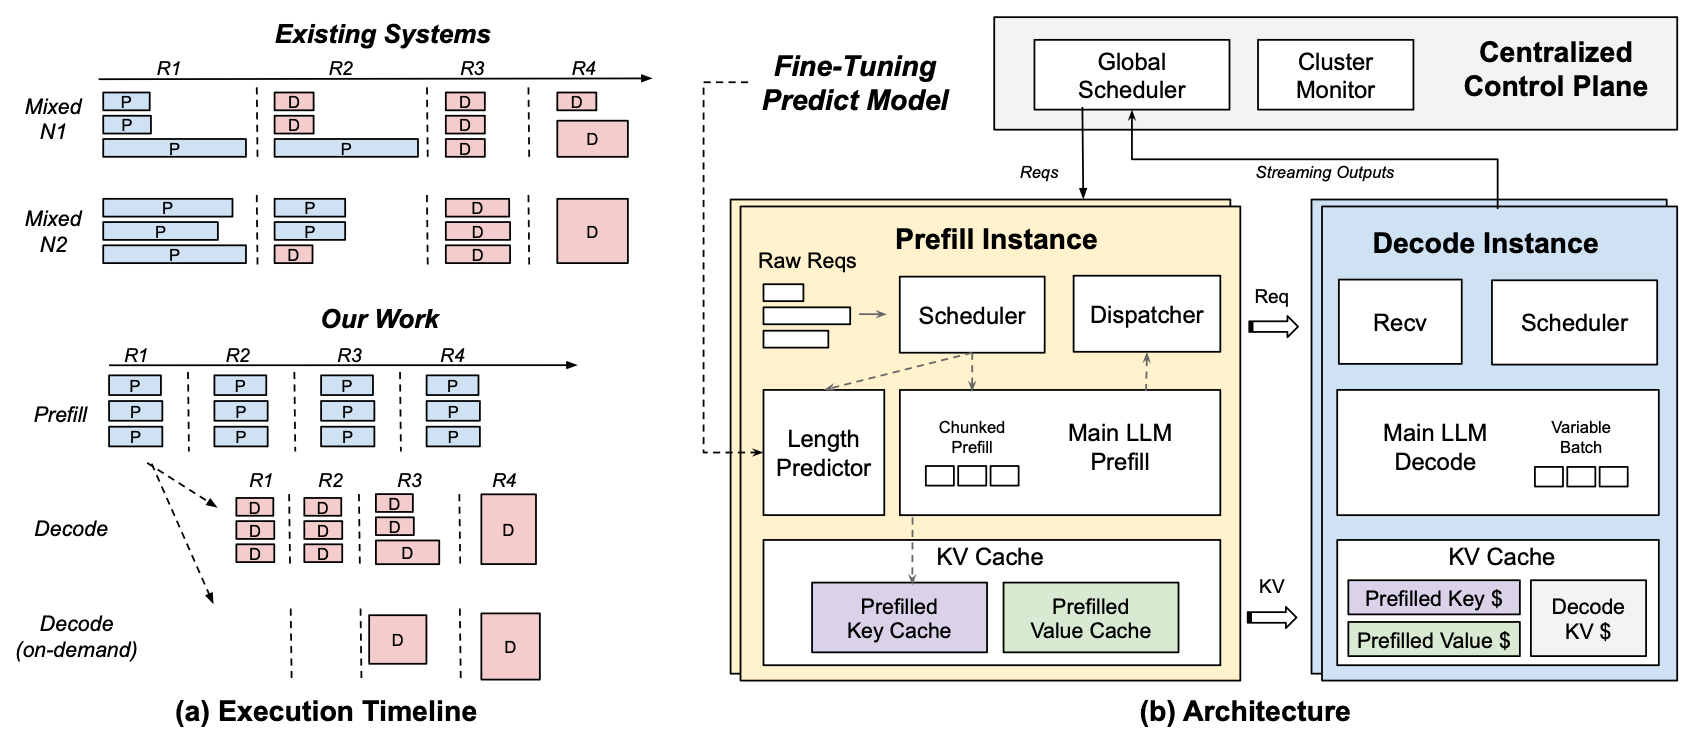 Existing Systems
R1 R2 R3 R4
Mixed
N1
P D D D
P D D D
P P D
Mixed
N2
P P D D
P P D
P D D
Our Work
R1 R2 R3 R4
Prefill
P P P P
P P P P
P P P P
R1 R2 R3 R4
Decode
D D D D
D D D
D D D
Decode
(on-demand)
D D
(a) Execution Timeline
Fine-Tuning
Predict Model
Global
Scheduler
Cluster
Monitor
Centralized
Control Plane
Reqs
Streaming Outputs
Prefill Instance
Raw Reqs
Scheduler
Dispatcher
Length
Predictor
Chunked
Prefill
Main LLM
Prefill
KV Cache
Prefilled
Key Cache
Prefilled
Value Cache
Req
KV
Decode Instance
Recv
Scheduler
Main LLM
Decode
Variable
Batch
KV Cache
Prefilled Key $
Prefilled Value $
Decode
KV $
(b) Architecture